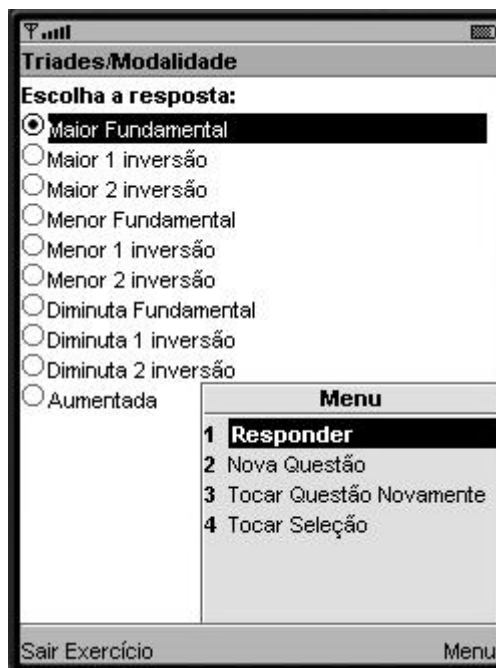 Triades/Modalidade
Escolha a resposta:
Maior Fundamental
Maior 1 inversão
Maior 2 inversão
Menor Fundamental
Menor 1 inversão
Menor 2 inversão
Diminuta Fundamental
Diminuta 1 inversão
Diminuta 2 inversão
Aumentada
Menu
1 Responder
2 Nova Questão
3 Tocar Questão Novamente
4 Tocar Seleção
Sair Exercício Menu